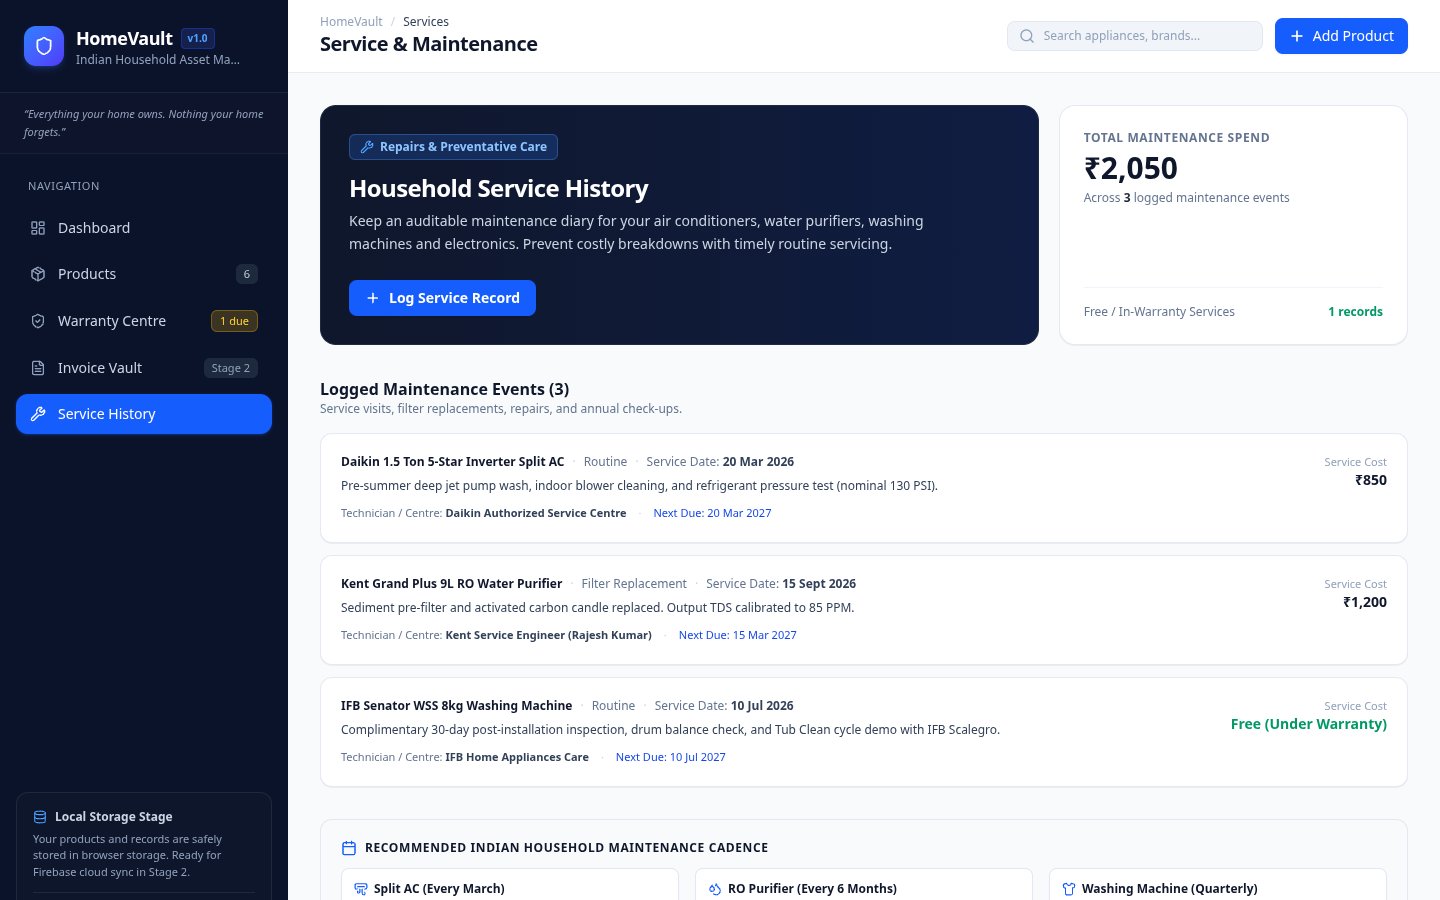 HomeVault v1.0
Indian Household Asset Ma...
“Everything your home owns. Nothing your home
forgets.”
NAVIGATION
Dashboard
Products 6
Warranty Centre 1 due
Invoice Vault Stage 2
Service History
Local Storage Stage
Your products and records are safely
stored in browser storage. Ready for
Firebase cloud sync in Stage 2.
HomeVault / Services
Service & Maintenance
Search appliances, brands...
Add Product
Repairs & Preventative Care
Household Service History
Keep an auditable maintenance diary for your air conditioners, water purifiers, washing
machines and electronics. Prevent costly breakdowns with timely routine servicing.
Log Service Record
TOTAL MAINTENANCE SPEND
₹2,050
Across 3 logged maintenance events
Free / In-Warranty Services 1 records
Logged Maintenance Events (3)
Service visits, filter replacements, repairs, and annual check-ups.
Daikin 1.5 Ton 5-Star Inverter Split AC · Routine · Service Date: 20 Mar 2026
Service Cost
Pre-summer deep jet pump wash, indoor blower cleaning, and refrigerant pressure test (nominal 130 PSI).
₹850
Technician / Centre: Daikin Authorized Service Centre · Next Due: 20 Mar 2027
Kent Grand Plus 9L RO Water Purifier · Filter Replacement · Service Date: 15 Sept 2026
Service Cost
Sediment pre-filter and activated carbon candle replaced. Output TDS calibrated to 85 PPM.
₹1,200
Technician / Centre: Kent Service Engineer (Rajesh Kumar) · Next Due: 15 Mar 2027
IFB Senator WSS 8kg Washing Machine · Routine · Service Date: 10 Jul 2026
Service Cost
Complimentary 30-day post-installation inspection, drum balance check, and Tub Clean cycle demo with IFB Scalegro.
Free (Under Warranty)
Technician / Centre: IFB Home Appliances Care · Next Due: 10 Jul 2027
RECOMMENDED INDIAN HOUSEHOLD MAINTENANCE CADENCE
Split AC (Every March)
RO Purifier (Every 6 Months)
Washing Machine (Quarterly)